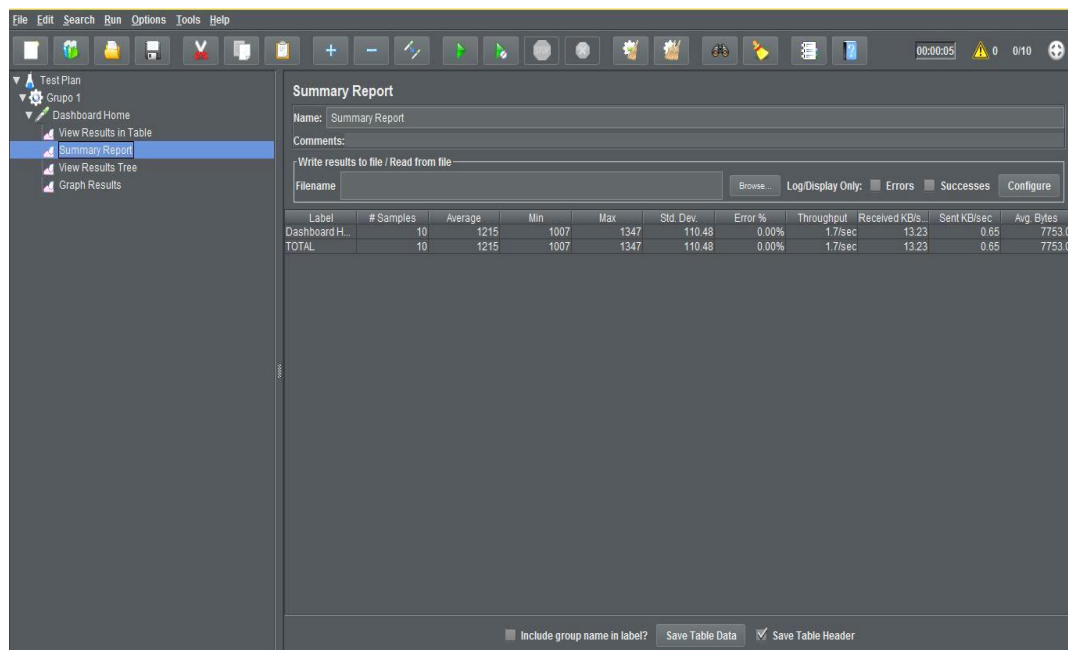 File Edit Search Run Options Tools Help
00:00:05 0 0/10
Test Plan
Grupo 1
Dashboard Home
View Results in Table
Summary Report
View Results Tree
Graph Results
Summary Report
Name: Summary Report
Comments:
Write results to file / Read from file
Filename Browse... Log/Display Only: Errors Successes Configure
Label # Samples Average Min Max Std. Dev. Error % Throughput Received KB/s... Sent KB/sec Avg. Bytes
Dashboard H... 10 1215 1007 1347 110.48 0.00% 1.7/sec 13.23 0.65 7753.0
TOTAL 10 1215 1007 1347 110.48 0.00% 1.7/sec 13.23 0.65 7753.0
Include group name in label? Save Table Data Save Table Header